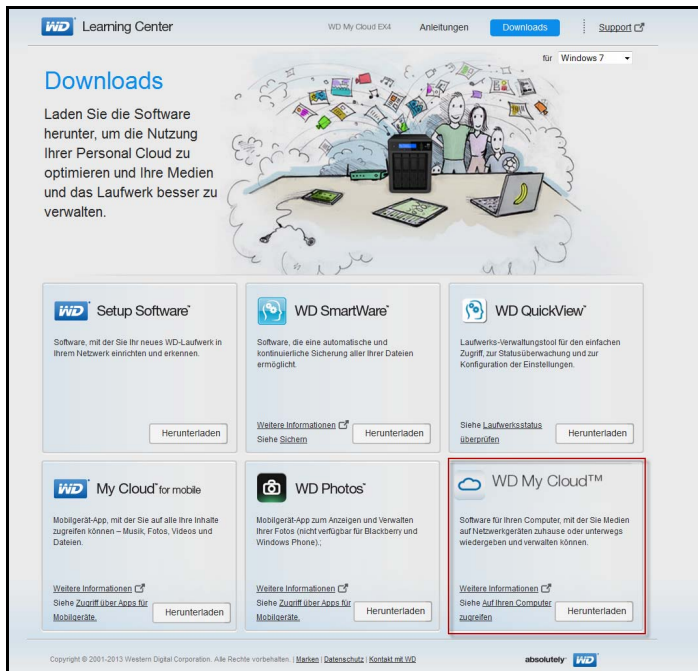 WD Learning Center
WD My Cloud EX4 Anleitungen Downloads Support
für Windows 7
Downloads
Laden Sie die Software
herunter, um die Nutzung
Ihrer Personal Cloud zu
optimieren und Ihre Medien
und das Laufwerk besser zu
verwalten.
WD Setup Software™
Software, mit der Sie Ihr neues WD-Laufwerk in
Ihrem Netzwerk einrichten und erkennen.
Herunterladen
WD SmartWare™
Software, die eine automatische und
kontinuierliche Sicherung aller Ihrer Dateien
ermöglicht.
Weitere Informationen
Siehe Sichern
Herunterladen
WD QuickView™
Laufwerks-Verwaltungstool für den einfachen
Zugriff, zur Statusüberwachung und zur
Konfiguration der Einstellungen.
Siehe Laufwerksstatus
überprüfen
Herunterladen
WD My Cloud™ for mobile
Mobilgerät-App, mit der Sie auf alle Ihre Inhalte
zugreifen können – Musik, Fotos, Videos und
Dateien.
Weitere Informationen
Siehe Zugriff über Apps für
Mobilgeräte.
Herunterladen
WD Photos™
Mobilgerät-App zum Anzeigen und Verwalten
Ihrer Fotos (nicht verfügbar für Blackberry und
Windows Phone).;
Weitere Informationen
Siehe Zugriff über Apps für
Mobilgeräte.
Herunterladen
WD My Cloud™
Software für Ihren Computer, mit der Sie Medien
auf Netzwerkgeräten zuhause oder unterwegs
wiedergeben und verwalten können.
Weitere Informationen
Siehe Auf Ihren Computer
zugreifen
Herunterladen
Copyright © 2001-2013 Western Digital Corporation. Alle Rechte vorbehalten. | Marken | Datenschutz | Kontakt mit WD
absolutely WD